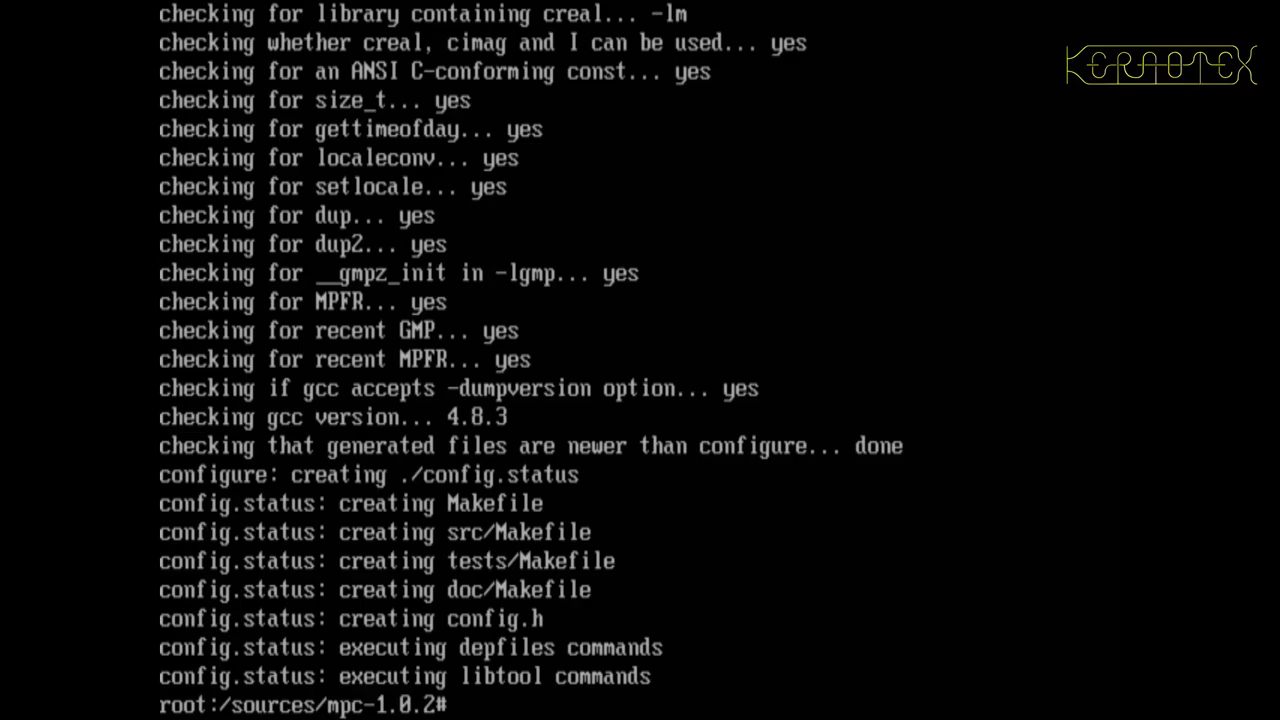 checking for library containing creal... -lm
checking whether creal, cimag and I can be used... yes
checking for an ANSI C-conforming const... yes
checking for size_t... yes
checking for gettimeofday... yes
checking for localeconv... yes
checking for setlocale... yes
checking for dup... yes
checking for dup2... yes
checking for __gmpz_init in -lgmp... yes
checking for MPFR... yes
checking for recent GMP... yes
checking for recent MPFR... yes
checking if gcc accepts -dumpversion option... yes
checking gcc version... 4.8.3
checking that generated files are newer than configure... done
configure: creating ./config.status
config.status: creating Makefile
config.status: creating src/Makefile
config.status: creating tests/Makefile
config.status: creating doc/Makefile
config.status: creating config.h
config.status: executing depfiles commands
config.status: executing libtool commands
root:/sources/mpc-1.0.2#
KERNOTEX